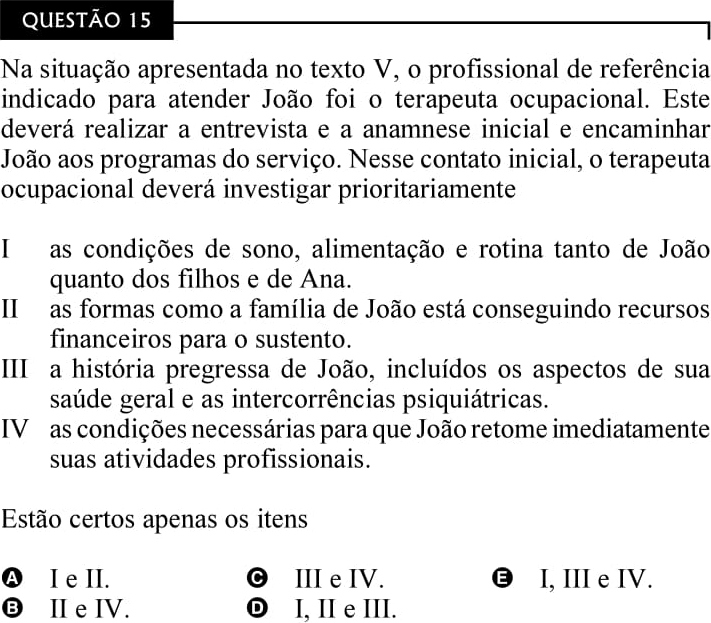 QUESTÃO 15
Na situação apresentada no texto V, o profissional de referência
indicado para atender João foi o terapeuta ocupacional. Este
deverá realizar a entrevista e a anamnese inicial e encaminhar
João aos programas do serviço. Nesse contato inicial, o terapeuta
ocupacional deverá investigar prioritariamente
I as condições de sono, alimentação e rotina tanto de João
quanto dos filhos e de Ana.
II as formas como a família de João está conseguindo recursos
financeiros para o sustento.
III a história pregressa de João, incluídos os aspectos de sua
saúde geral e as intercorrências psiquiátricas.
IV as condições necessárias para que João retome imediatamente
suas atividades profissionais.
Estão certos apenas os itens
A I e II. C III e IV. E I, III e IV.
B II e IV. D I, II e III.